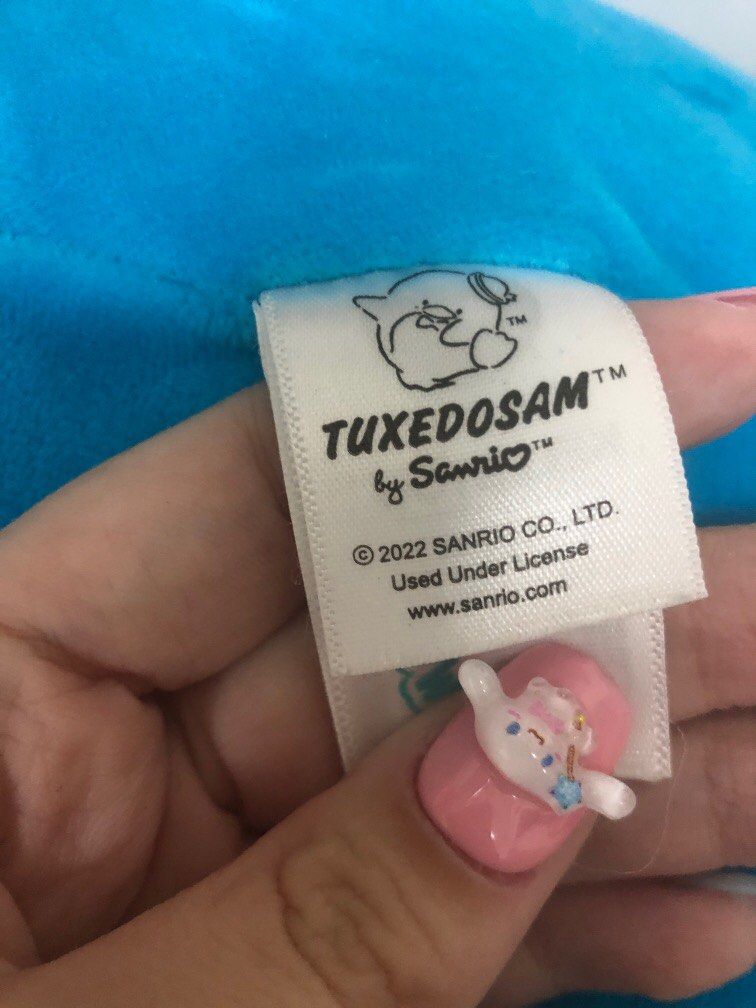 TM
TUXEDOSAM™
by Sanrio™
© 2022 SANRIO CO., LTD.
Used Under License
www.sanrio.com